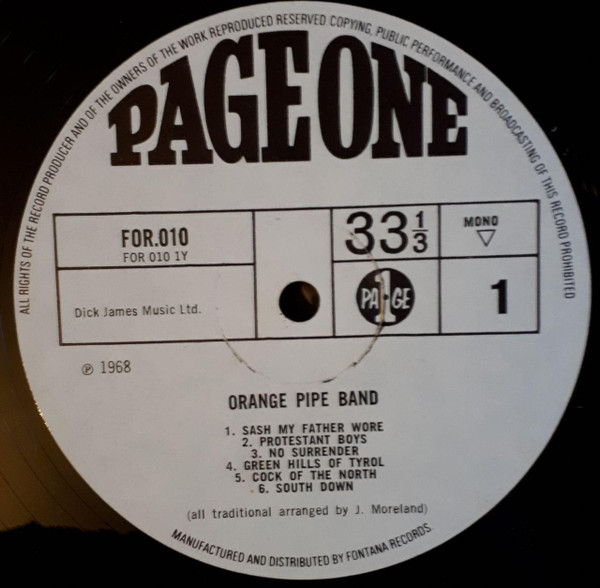 ALL RIGHTS OF THE RECORD PRODUCER AND OF THE OWNERS OF THE WORK REPRODUCED RESERVED COPYING, PUBLIC PERFORMANCE AND BROADCASTING OF THIS RECORD PROHIBITED
PAGE ONE
FOR.010
FOR 010 1Y
33 1/3
MONO
Dick James Music Ltd.
PA1GE
1
℗ 1968
ORANGE PIPE BAND
1. SASH MY FATHER WORE
2. PROTESTANT BOYS
3. NO SURRENDER
4. GREEN HILLS OF TYROL
5. COCK OF THE NORTH
6. SOUTH DOWN
(all traditional arranged by J. Moreland)
MANUFACTURED AND DISTRIBUTED BY FONTANA RECORDS.